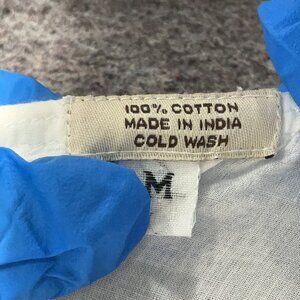 100% COTTON
MADE IN INDIA
COLD WASH
M